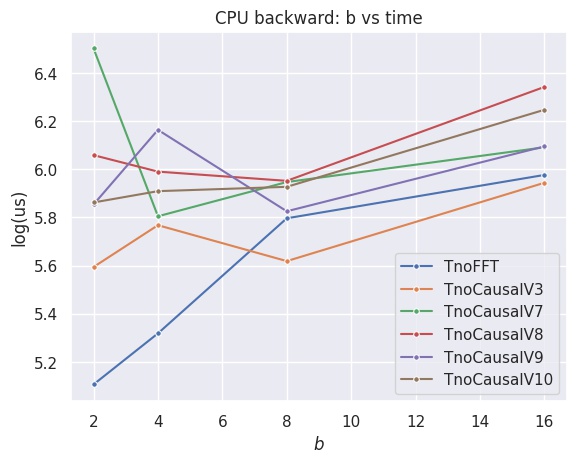 CPU backward: b vs time
log(us)
6.4
6.2
6.0
5.8
5.6
5.4
5.2
2
4
6
8
10
12
14
16
b
TnoFFT
TnoCausalV3
TnoCausalV7
TnoCausalV8
TnoCausalV9
TnoCausalV10